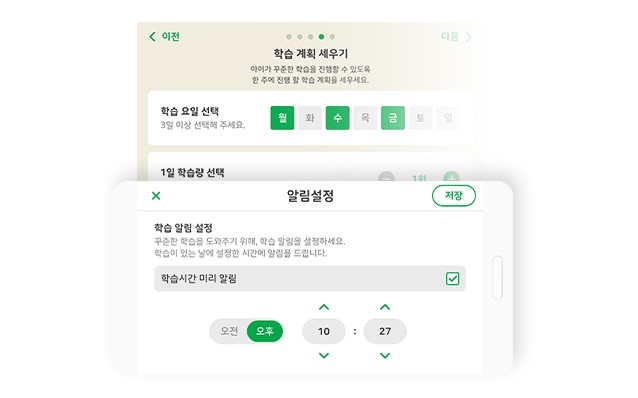 이전
다음
학습 계획 세우기
아이가 꾸준한 학습을 진행할 수 있도록
한 주에 진행 할 학습 계획을 세우세요.
학습 요일 선택
3일 이상 선택해 주세요.
월 화 수 목 금 토 일
1일 학습량 선택
1회
알림설정
저장
학습 알림 설정
꾸준한 학습을 도와주기 위해, 학습 알림을 설정하세요.
학습이 있는 날에 설정한 시간에 알림을 드립니다.
학습시간 미리 알림
오전 오후 10 : 27